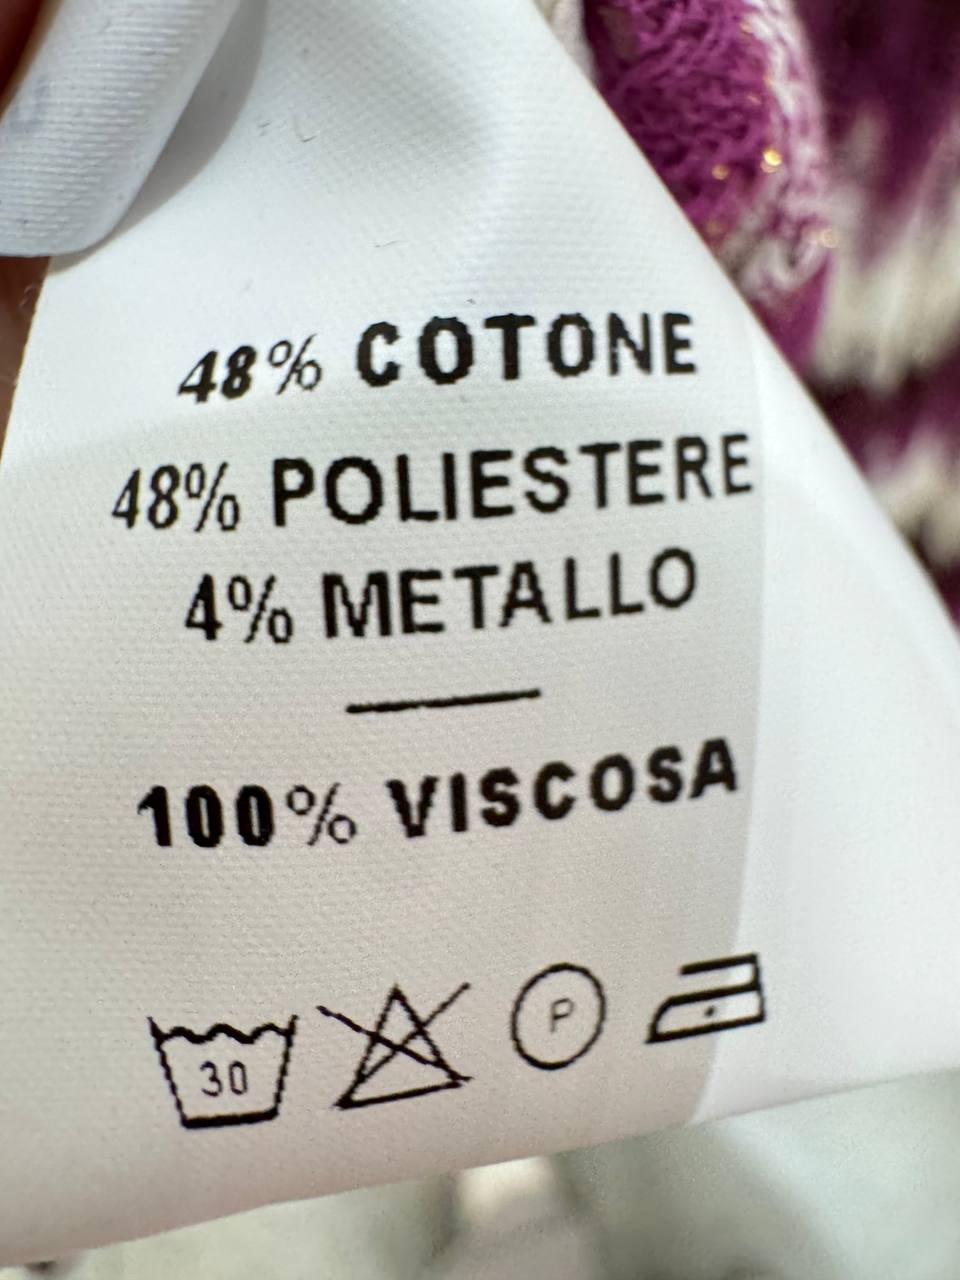 48% COTONE
48% POLIESTERE
4% METALLO
100% VISCOSA
30 P